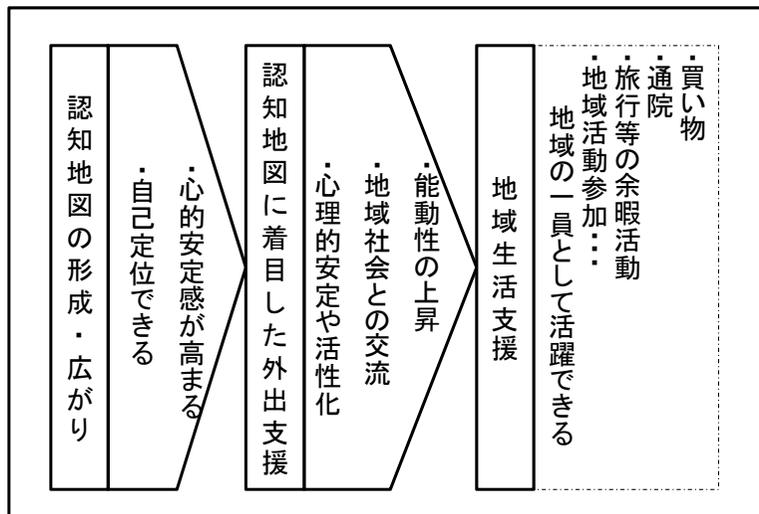 認知地図の形成・広がり
・心的安定感が高まる
・自己定位できる
認知地図に着目した外出支援
・能動性の上昇
・地域社会との交流
・心理的安定や活性化
地域生活支援
・買い物
・通院
・旅行等の余暇活動
・地域活動参加・・・
地域の一員として活躍できる